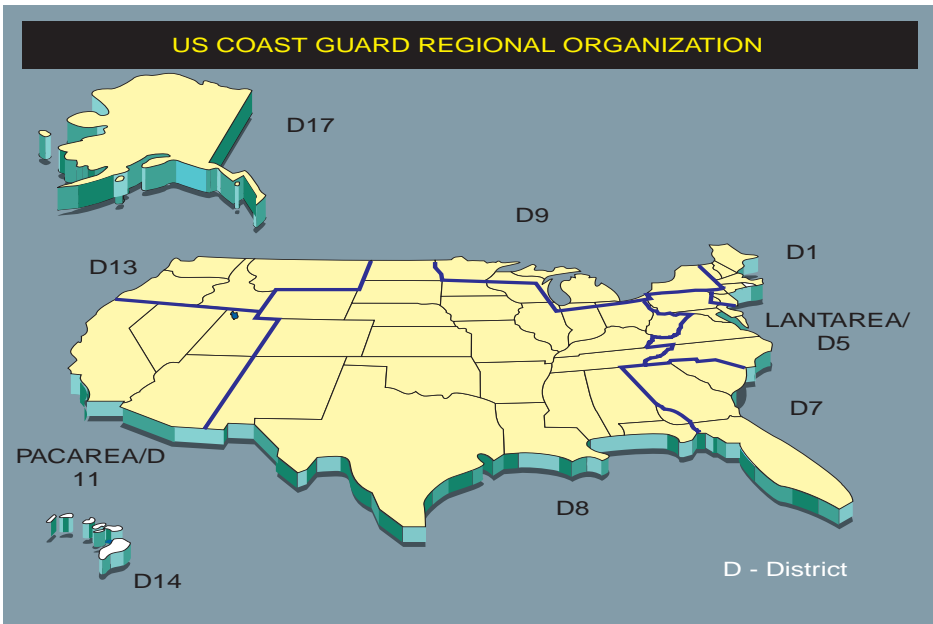 US COAST GUARD REGIONAL ORGANIZATION
D17
D9
D1
D13
LANTAREA/
D5
D7
PACAREA/D
11
D8
D14
D - District